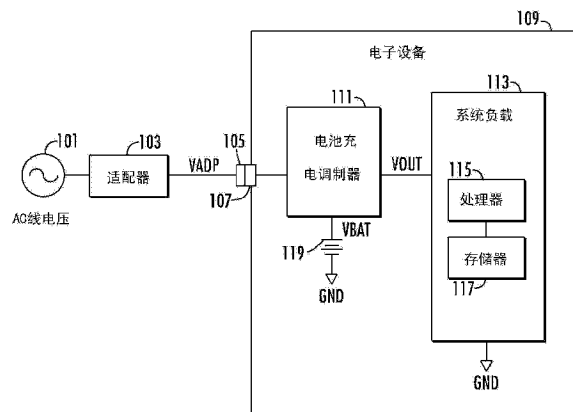 109
电子设备
111
113
系统负载
101
103
105
电池充
电调制器
适配器
VADP
VOUT
115
处理器
107
AC线电压
VBAT
119
存储器
117
GND
GND